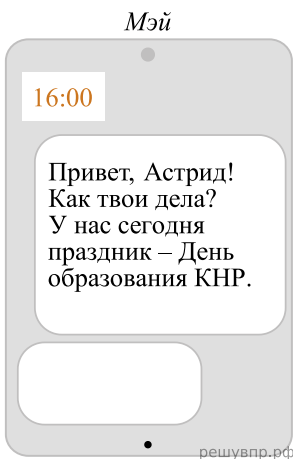 Мэй
16:00
Привет, Астрид!
Как твои дела?
У нас сегодня
праздник – День
образования КНР.
решувпр.рф